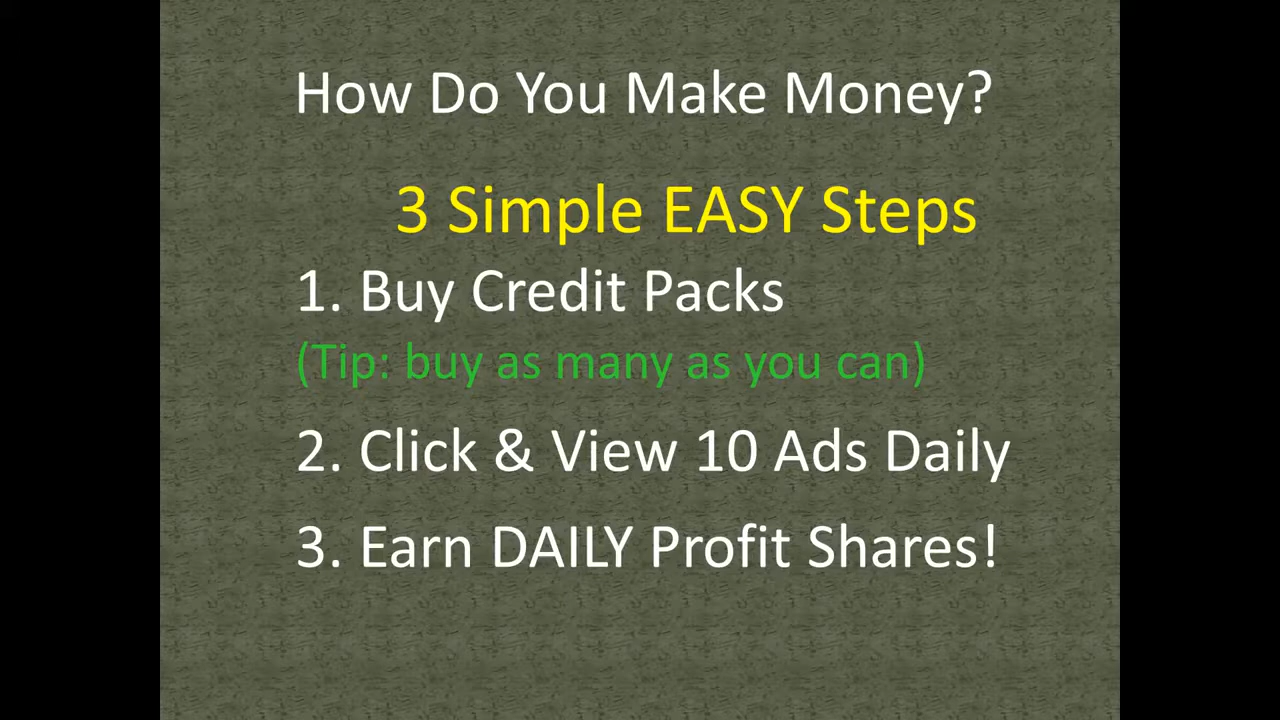 How Do You Make Money?
3 Simple EASY Steps
1. Buy Credit Packs
(Tip: buy as many as you can)
2. Click & View 10 Ads Daily
3. Earn DAILY Profit Shares!